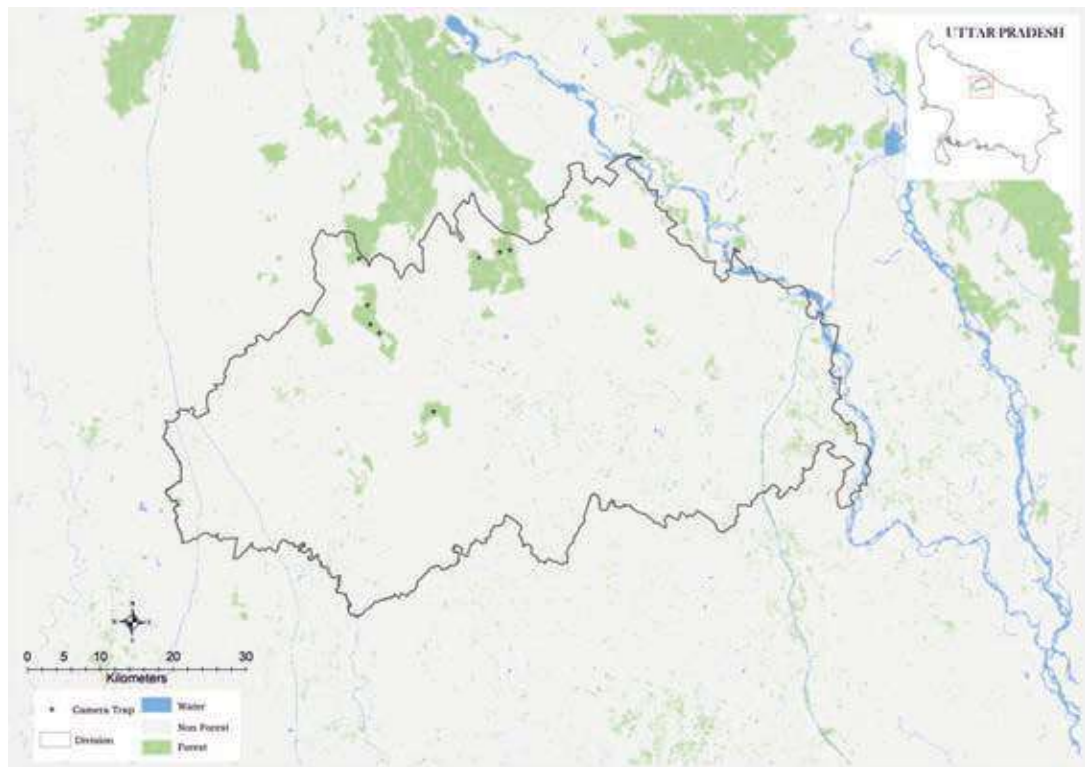 UTTAR PRADESH
N
W E
S
0 5 10 20 30
Kilometers
Camera Trap
Division
Water
Non Forest
Forest